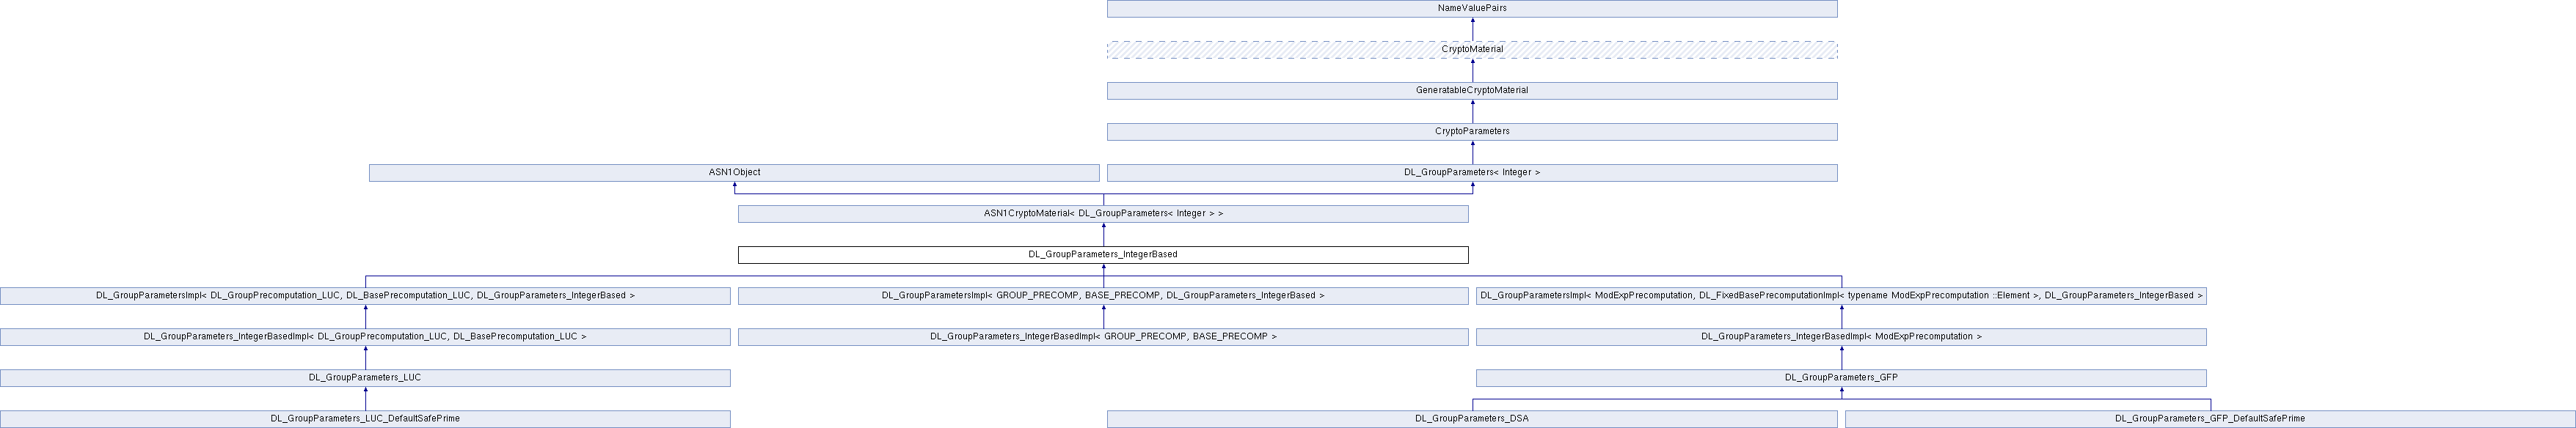 NameValuePairs
CryptoMaterial
GeneratableCryptoMaterial
CryptoParameters
ASN1Object
DL_GroupParameters< Integer >
ASN1CryptoMaterial< DL_GroupParameters< Integer > >
DL_GroupParameters_IntegerBased
DL_GroupParametersImpl< DL_GroupPrecomputation_LUC, DL_BasePrecomputation_LUC, DL_GroupParameters_IntegerBased >
DL_GroupParametersImpl< GROUP_PRECOMP, BASE_PRECOMP, DL_GroupParameters_IntegerBased >
DL_GroupParametersImpl< ModExpPrecomputation, DL_FixedBasePrecomputationImpl< typename ModExpPrecomputation ::Element >, DL_GroupParameters_IntegerBased >
DL_GroupParameters_IntegerBasedImpl< DL_GroupPrecomputation_LUC, DL_BasePrecomputation_LUC >
DL_GroupParameters_IntegerBasedImpl< GROUP_PRECOMP, BASE_PRECOMP >
DL_GroupParameters_IntegerBasedImpl< ModExpPrecomputation >
DL_GroupParameters_LUC
DL_GroupParameters_GFP
DL_GroupParameters_LUC_DefaultSafePrime
DL_GroupParameters_DSA
DL_GroupParameters_GFP_DefaultSafePrime